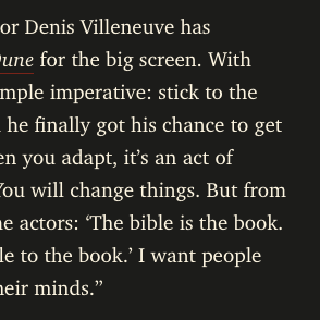 or Denis Villeneuve has
une for the big screen. With
mple imperative: stick to the
he finally got his chance to get
en you adapt, it’s an act of
You will change things. But from
he actors: ‘The bible is the book.
le to the book.’ I want people
heir minds.”